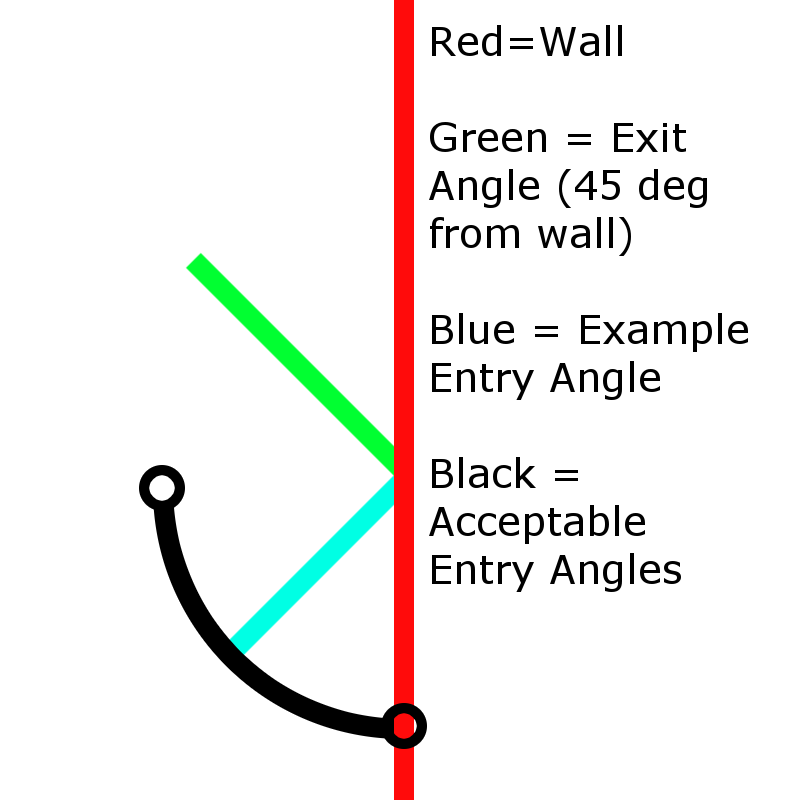 Red=Wall
Green = Exit
Angle (45 deg
from wall)
Blue = Example
Entry Angle
Black =
Acceptable
Entry Angles